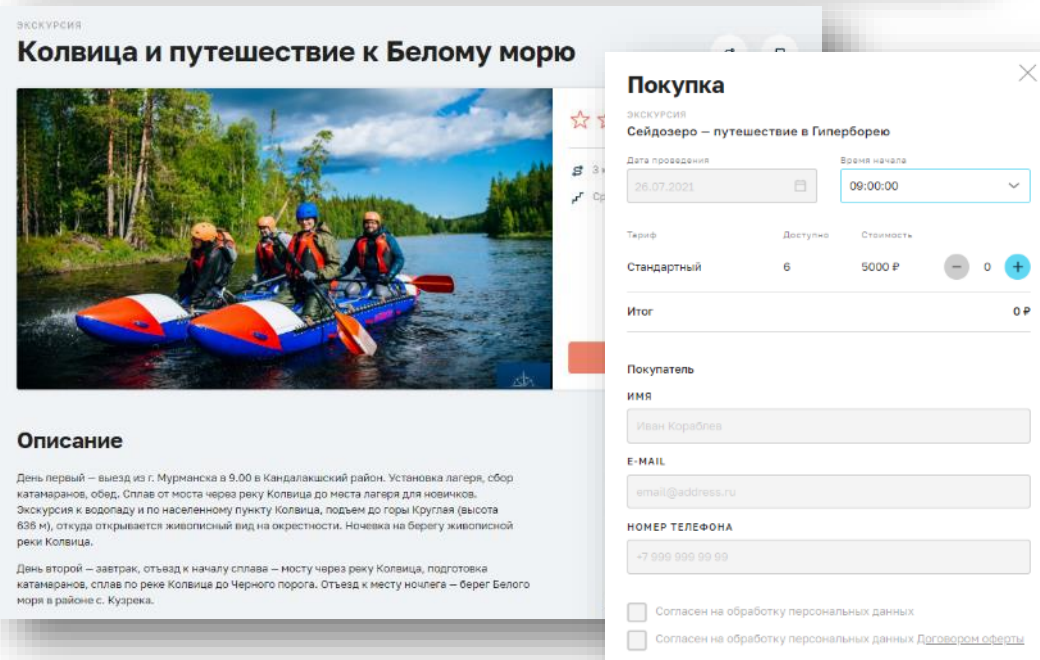 ЭКСКУРСИЯ
Колвица и путешествие к Белому морю
3
Ср
Описание
День первый — выезд из г. Мурманска в 9.00 в Кандалакшский район. Установка лагеря, сбор
катамаранов, обед. Сплав от моста через реку Колвица до места лагеря для новичков.
Экскурсия к водопаду и по населенному пункту Колвица, подъем до горы Круглая (высота
636 м), откуда открывается живописный вид на окрестности. Ночевка на берегу живописной
реки Колвица.
День второй — завтрак, отъезд к началу сплава — мосту через реку Колвица, подготовка
катамаранов, сплав по реке Колвица до Черного порога. Отъезд к месту ночлега — берег Белого
моря в районе с. Кузрека.
Покупка
ЭКСКУРСИЯ
Сейдозеро — путешествие в Гиперборею
Дата проведения Время начала
26.07.2021 09:00:00
Тариф Доступно Стоимость
Стандартный 6 5000 ₽ − 0 +
Итог 0 ₽
Покупатель
ИМЯ
Иван Кораблев
E-MAIL
email@address.ru
НОМЕР ТЕЛЕФОНА
+7 999 999 99 99
Согласен на обработку персональных данных
Согласен на обработку персональных данных Договором оферты